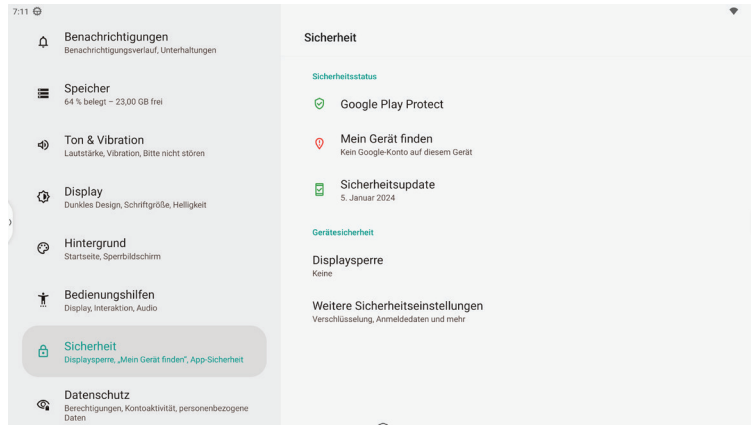 7:11
Benachrichtigungen
Benachrichtigungsverlauf, Unterhaltungen
Speicher
64 % belegt – 23,00 GB frei
Ton & Vibration
Lautstärke, Vibration, Bitte nicht stören
Display
Dunkles Design, Schriftgröße, Helligkeit
Hintergrund
Startseite, Sperrbildschirm
Bedienungshilfen
Display, Interaktion, Audio
Sicherheit
Displaysperre, „Mein Gerät finden“, App-Sicherheit
Datenschutz
Berechtigungen, Kontoaktivität, personenbezogene
Daten
Sicherheit
Sicherheitsstatus
Google Play Protect
Mein Gerät finden
Kein Google-Konto auf diesem Gerät
Sicherheitsupdate
5. Januar 2024
Gerätesicherheit
Displaysperre
Keine
Weitere Sicherheitseinstellungen
Verschlüsselung, Anmeldedaten und mehr